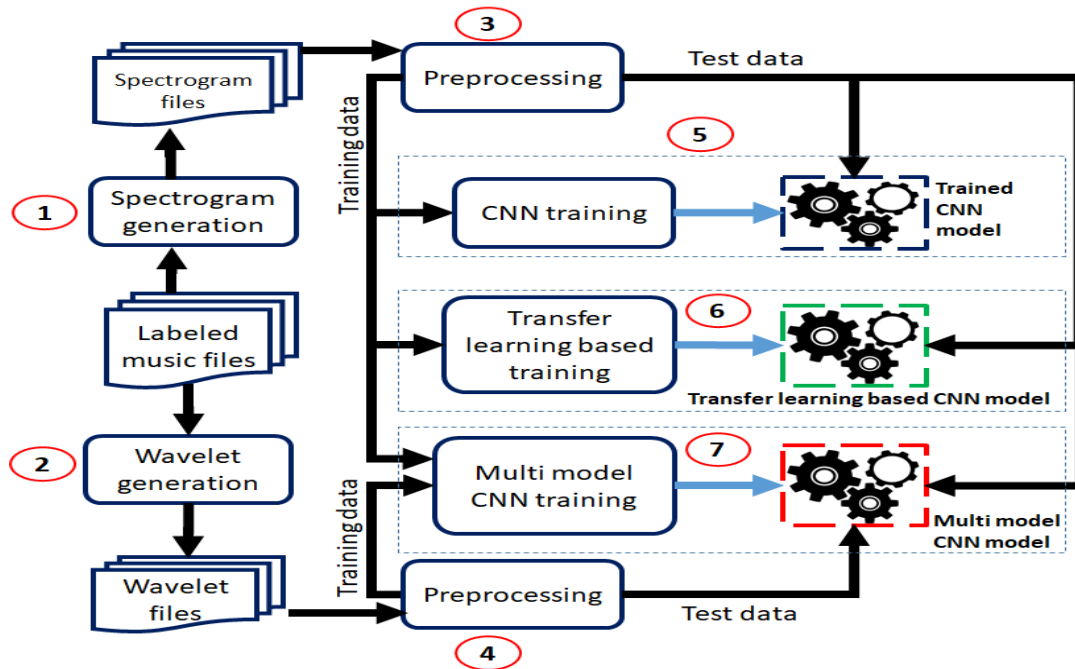 3
Spectrogram
files
Preprocessing
Test data
Training data
5
1
Spectrogram
generation
CNN training
Trained
CNN
model
Labeled
music files
6
Transfer
learning based
training
Transfer learning based CNN model
2
Wavelet
generation
7
Multi model
CNN training
Multi model
CNN model
Training data
Wavelet
files
Preprocessing
Test data
4